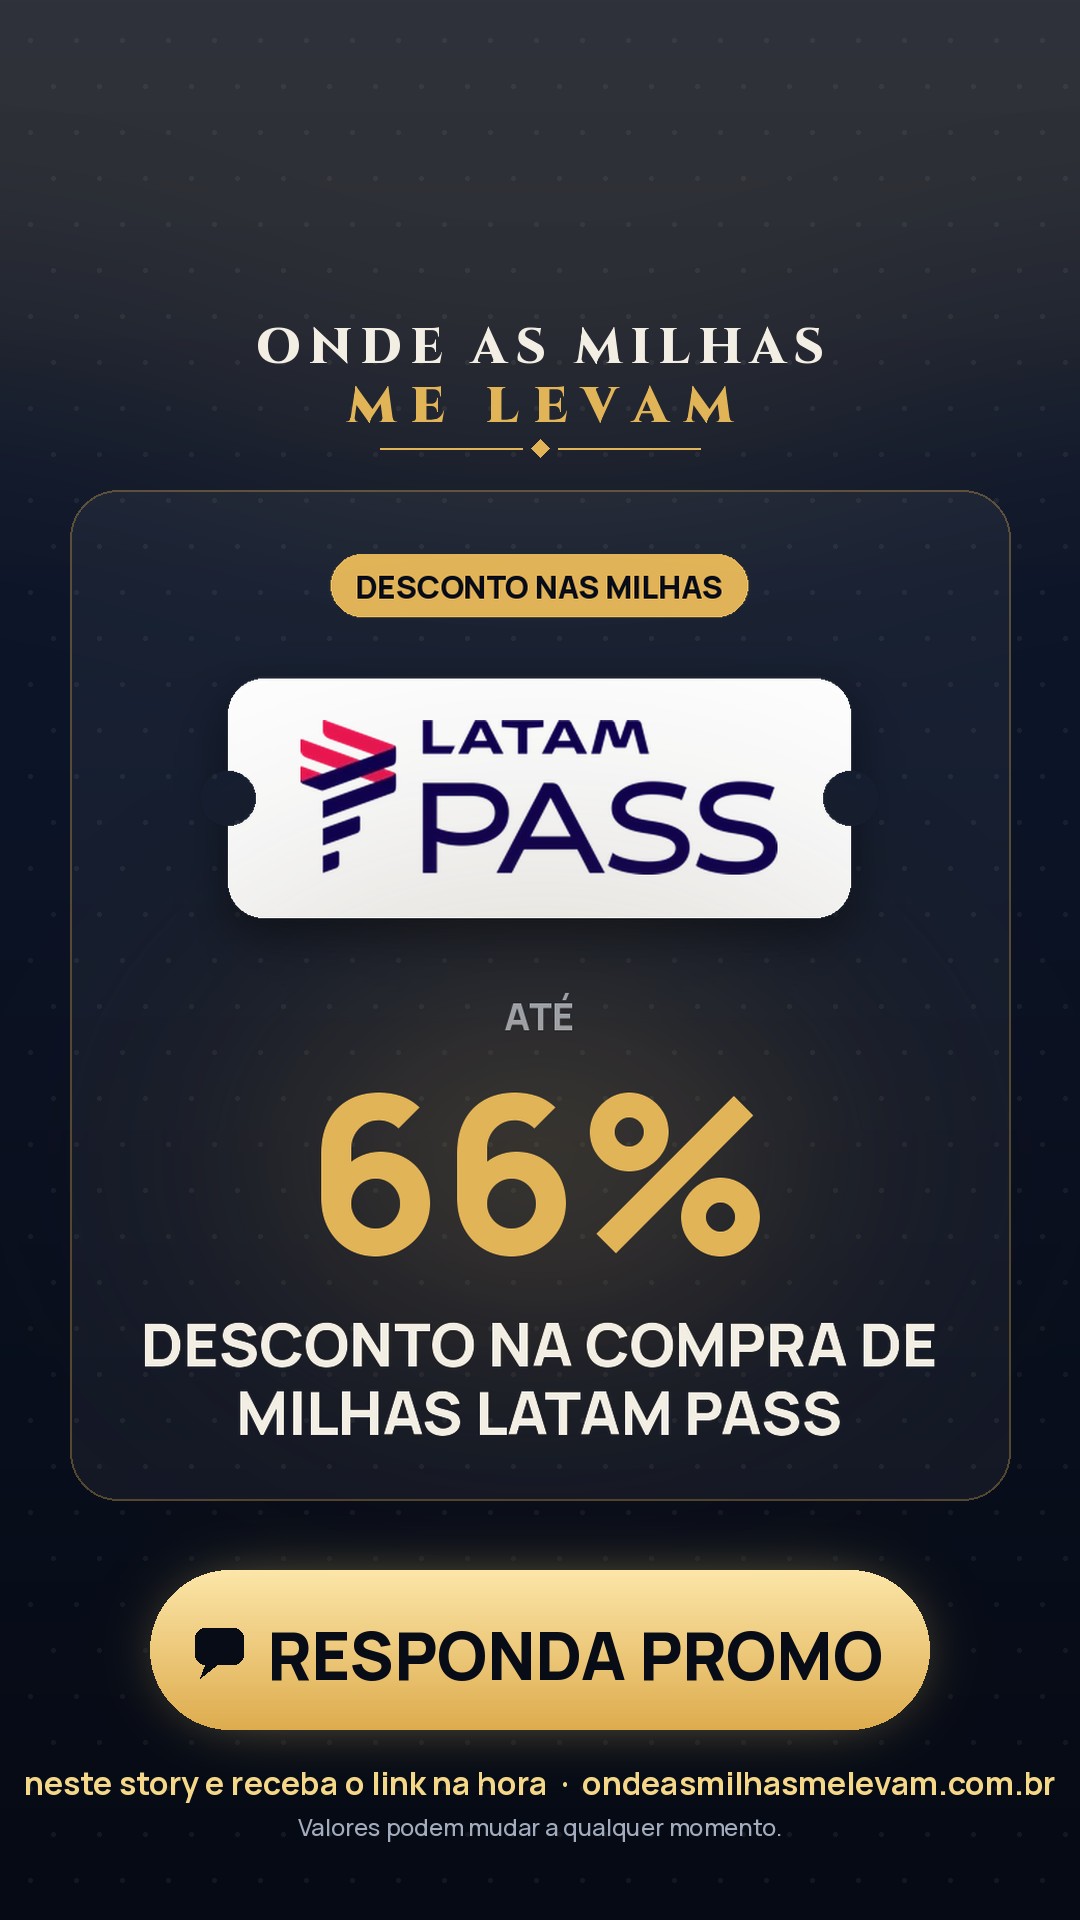 ONDE AS MILHAS
ME LEVAM
DESCONTO NAS MILHAS
LATAM
PASS
ATÉ
66%
DESCONTO NA COMPRA DE
MILHAS LATAM PASS
RESPONDA PROMO
neste story e receba o link na hora · ondeasmilhasmelevam.com.br
Valores podem mudar a qualquer momento.